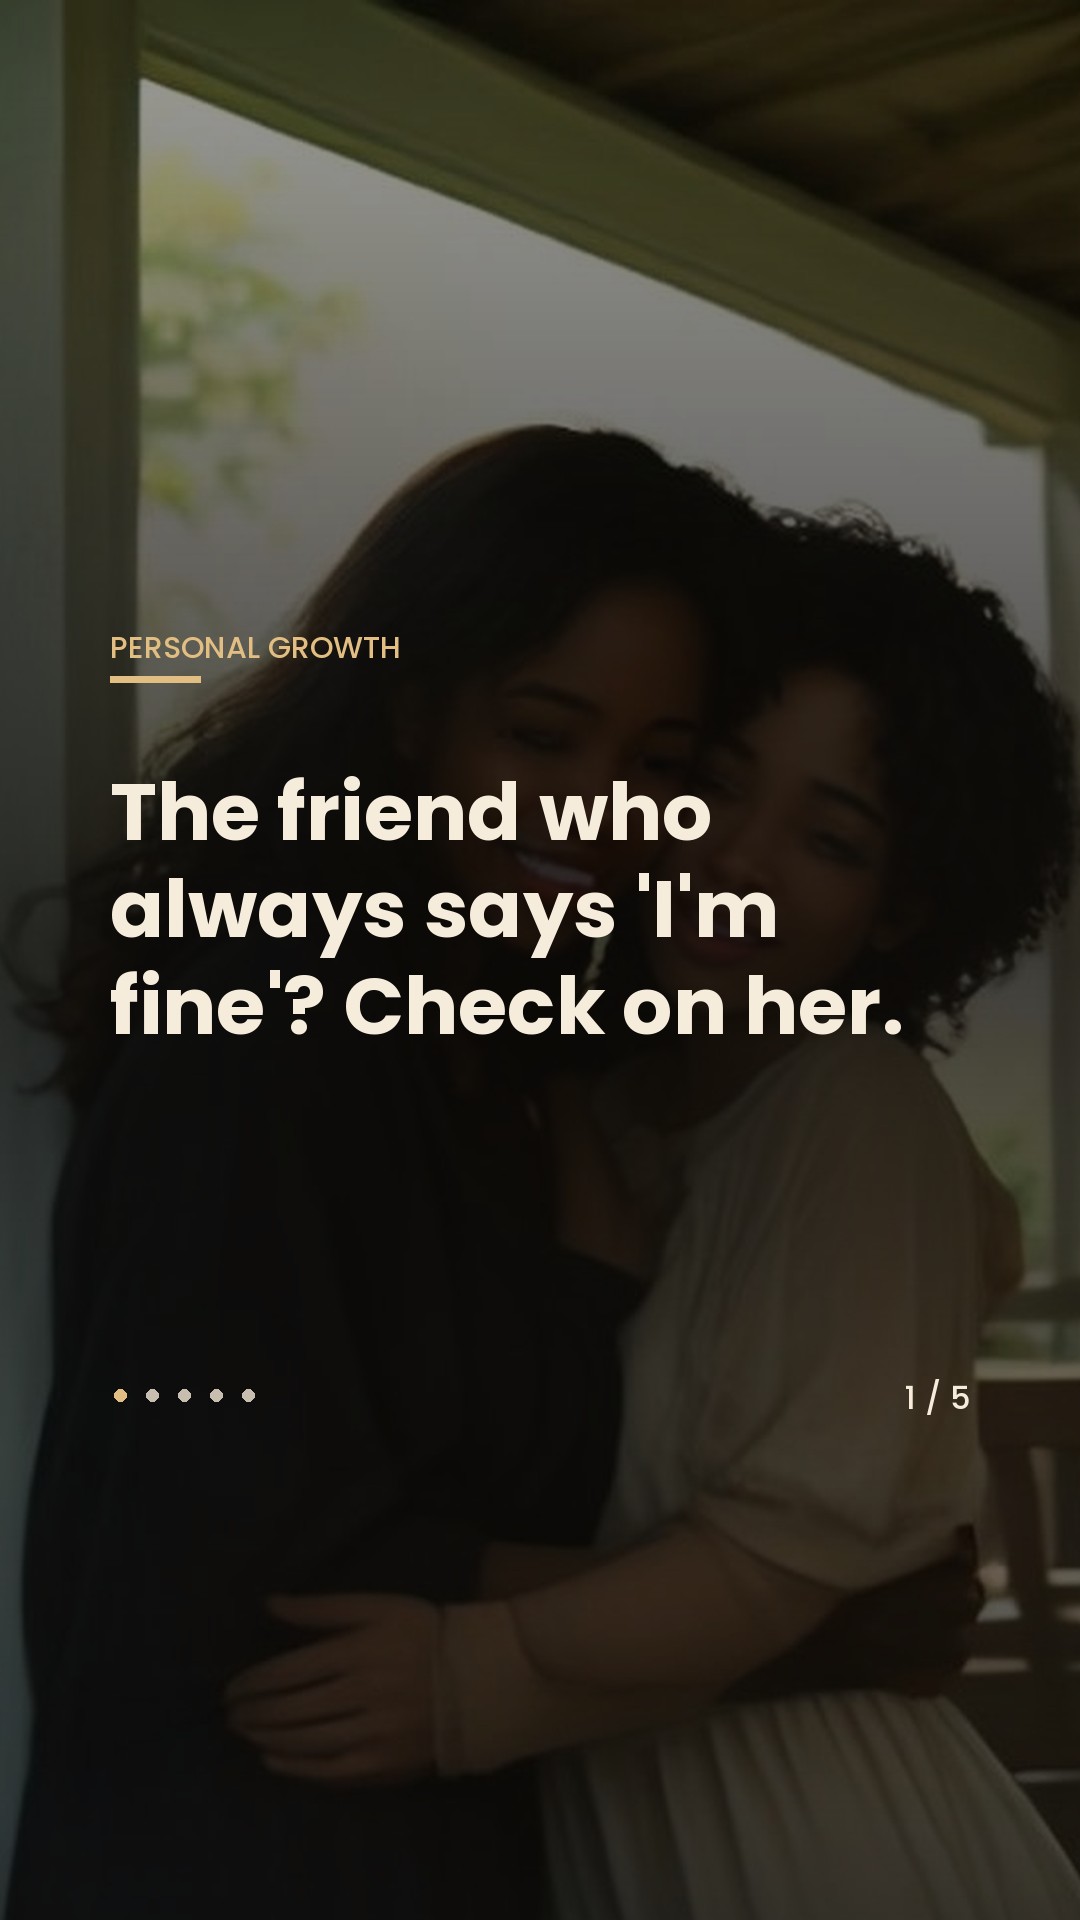 PERSONAL GROWTH
The friend who
always says 'I'm
fine'? Check on her.
1 / 5